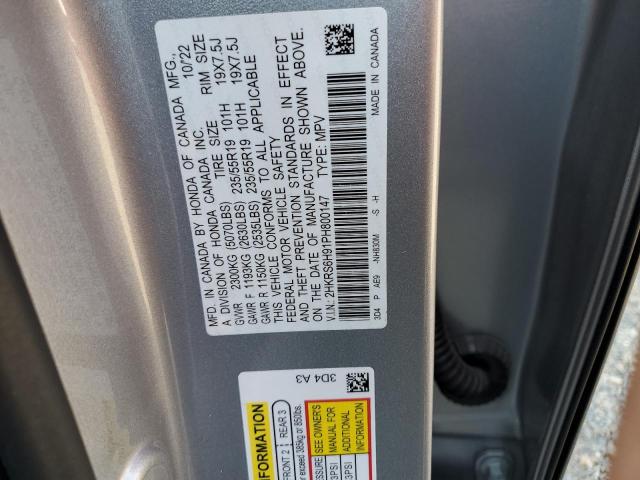 MFD. IN CANADA BY HONDA OF CANADA MFG.,
A DIVISION OF HONDA CANADA INC. 10/22
TIRE SIZE RIM SIZE
GVWR 2300KG (5070LBS)
GAWR F 1193KG (2630LBS) 235/55R19 101H 19X7.5J
GAWR R 1150KG (2535LBS) 235/55R19 101H 19X7.5J
THIS VEHICLE CONFORMS TO ALL APPLICABLE
FEDERAL MOTOR VEHICLE SAFETY
AND THEFT PREVENTION STANDARDS IN EFFECT
ON THE DATE OF MANUFACTURE SHOWN ABOVE.
V.I.N.: 2HKRS6H91PH800147 TYPE: MPV
3D4 P AE9 -NH830M -S -H MADE IN CANADA
3D4 A3
INFORMATION
FRONT 2 REAR 3
exceed 385kg or 850lbs.
SEE OWNER'S
MANUAL FOR
ADDITIONAL
INFORMATION